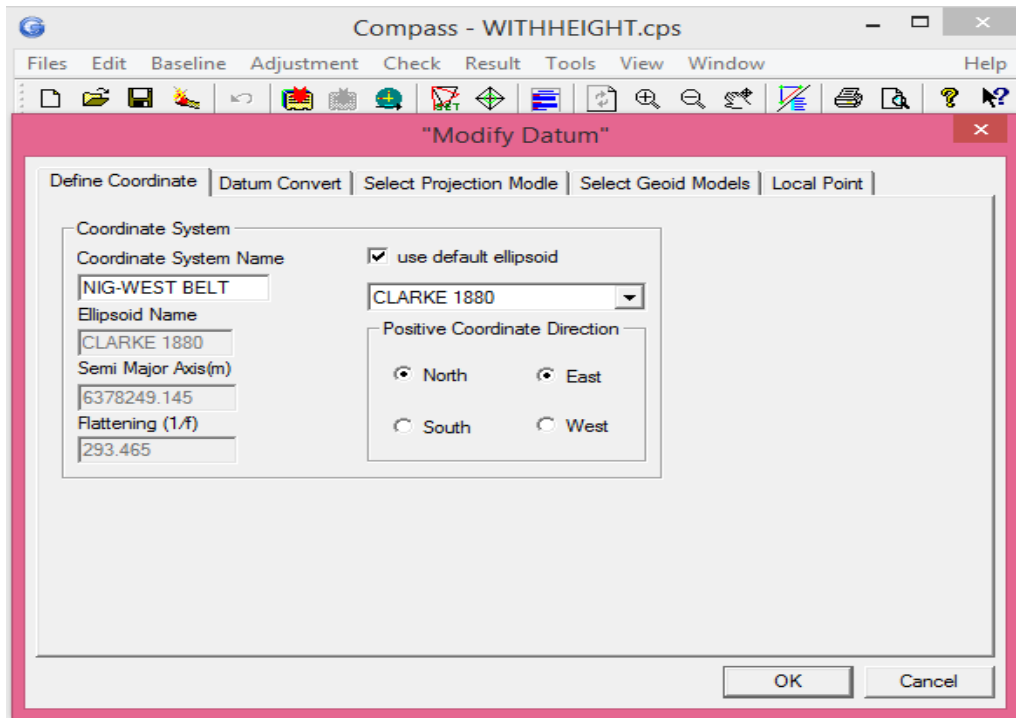 Compass - WITHHEIGHT.cps
Files Edit Baseline Adjustment Check Result Tools View Window Help
"Modify Datum"
Define Coordinate Datum Convert Select Projection Modle Select Geoid Models Local Point
Coordinate System
Coordinate System Name
NIG-WEST BELT
Ellipsoid Name
CLARKE 1880
Semi Major Axis(m)
6378249.145
Flattening (1/f)
293.465
use default ellipsoid
CLARKE 1880
Positive Coordinate Direction
North East
South West
OK Cancel